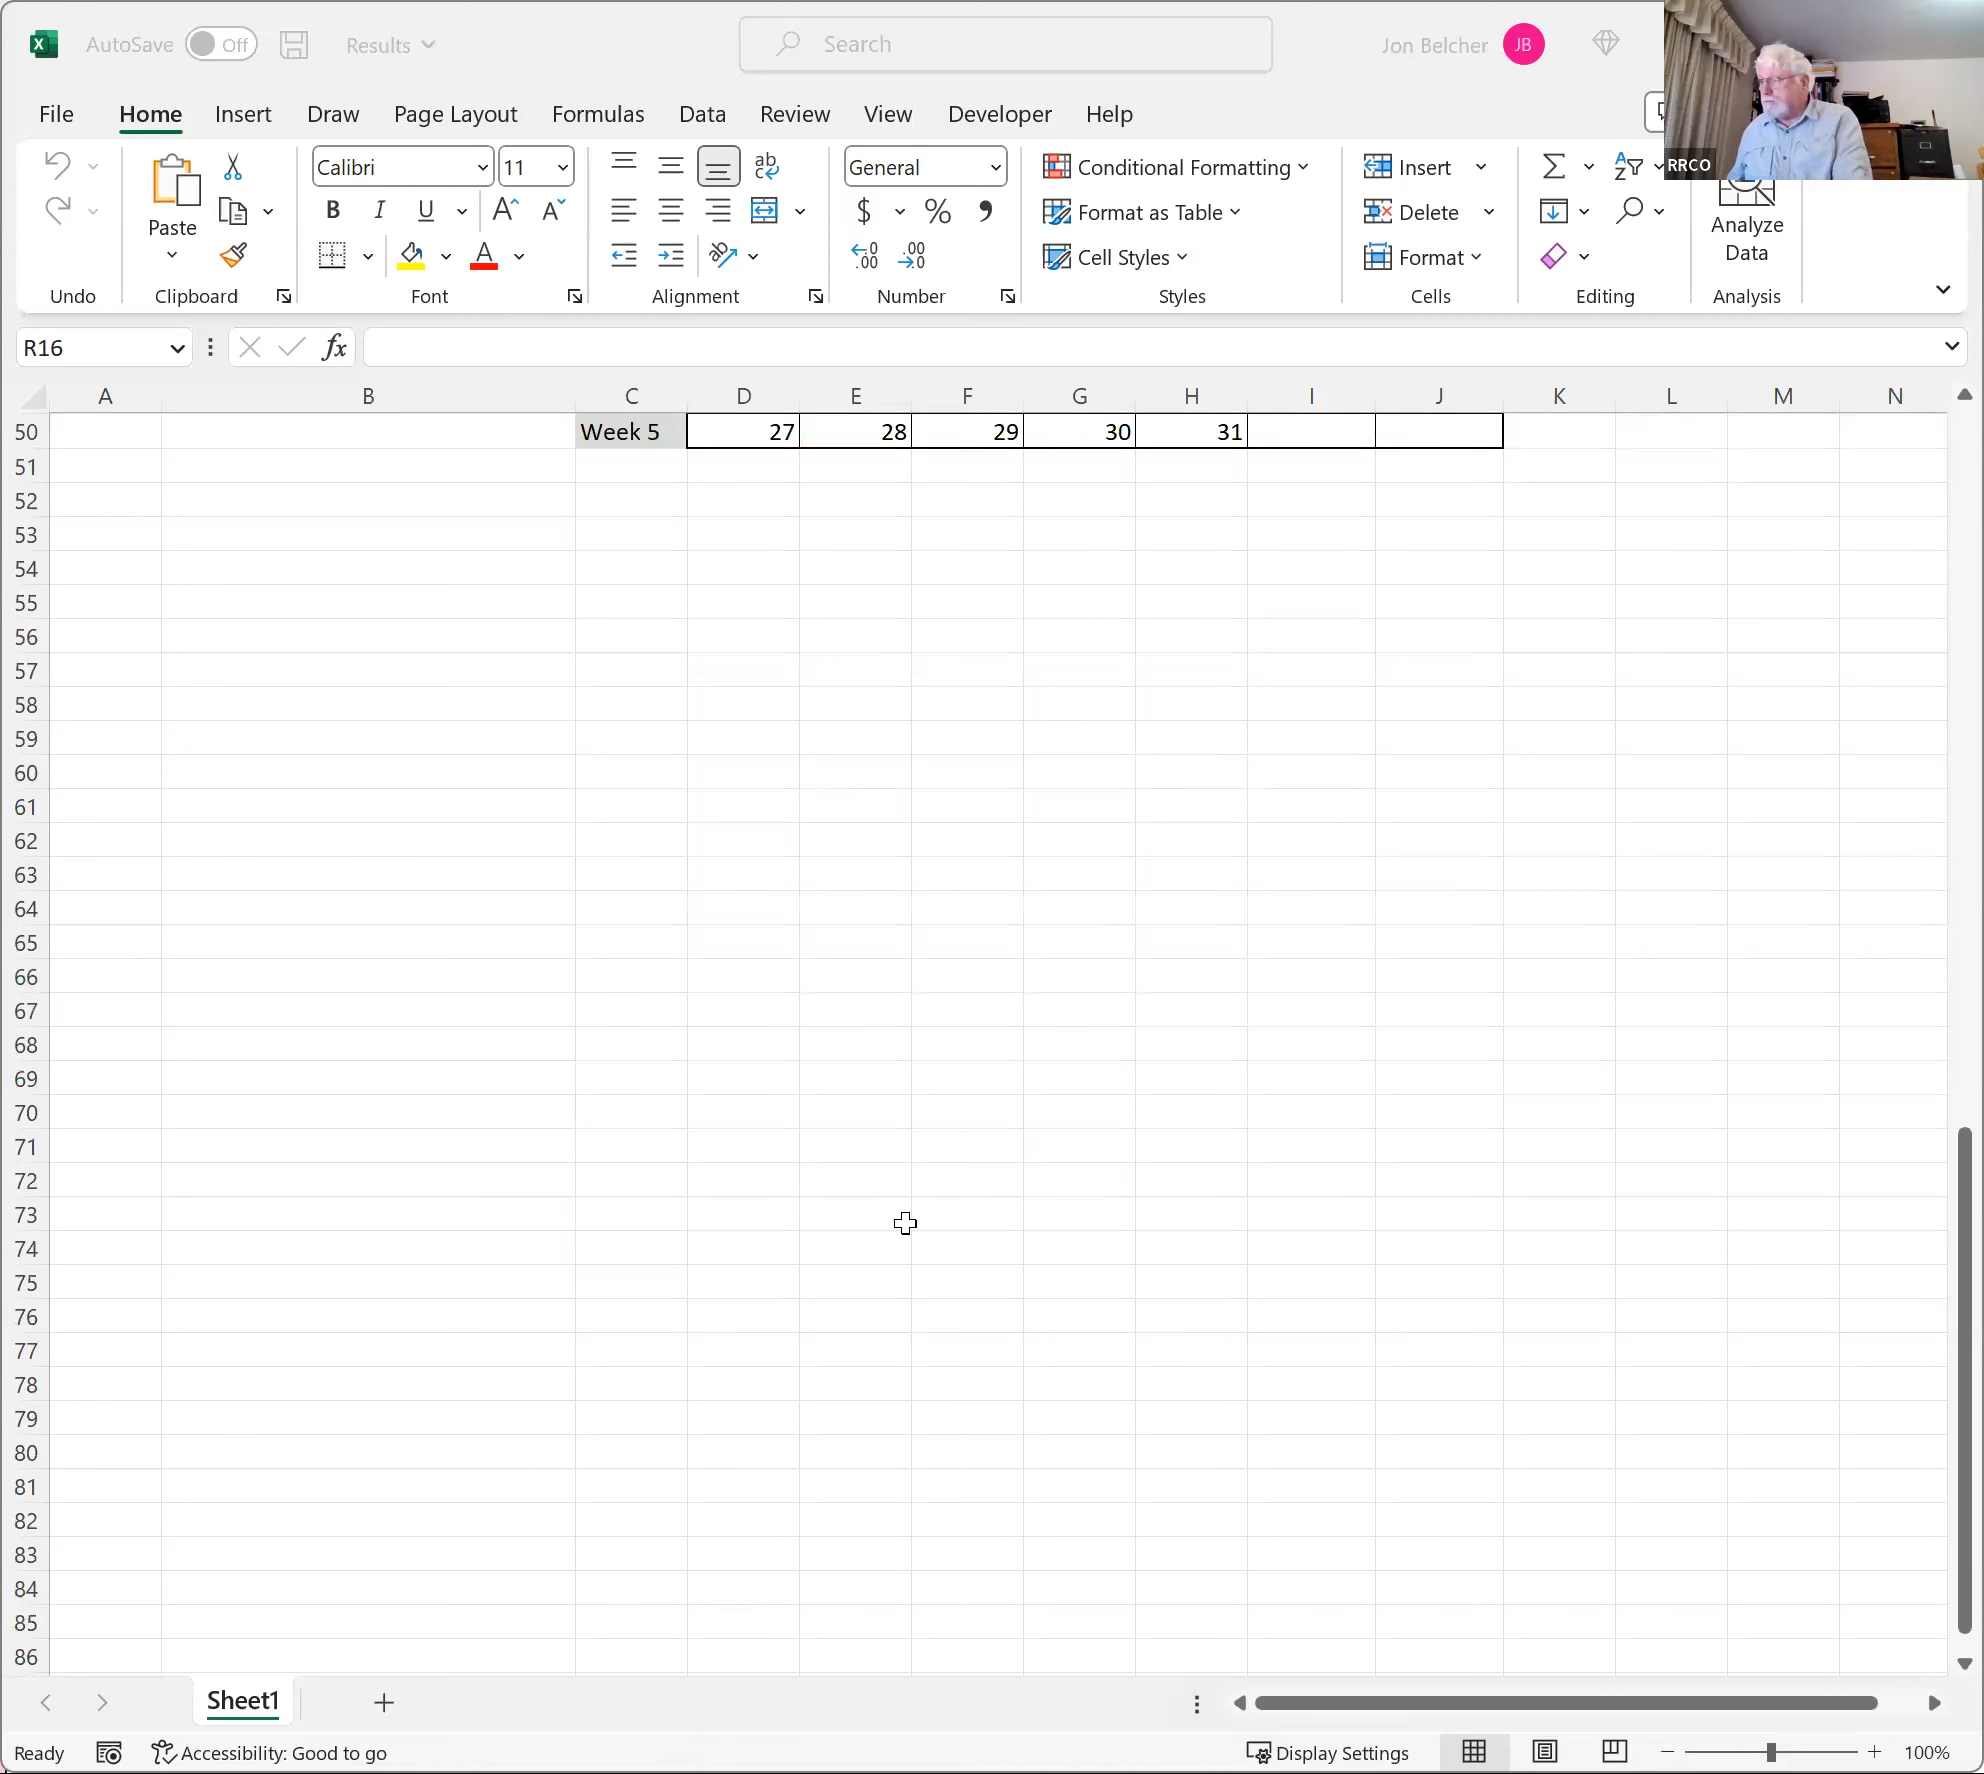 AutoSave Off Results Search Jon Belcher JB
File Home Insert Draw Page Layout Formulas Data Review View Developer Help
RRCO
Paste Calibri 11 General Conditional Formatting Insert
Format as Table Delete
Cell Styles Format
Analyze
Data
Undo Clipboard Font Alignment Number Styles Cells Editing Analysis
R16 fx
A B C D E F G H I J K L M N
50 Week 5 27 28 29 30 31
51
52
53
54
55
56
57
58
59
60
61
62
63
64
65
66
67
68
69
70
71
72
73
74
75
76
77
78
79
80
81
82
83
84
85
86
Sheet1
Ready Accessibility: Good to go Display Settings 100%